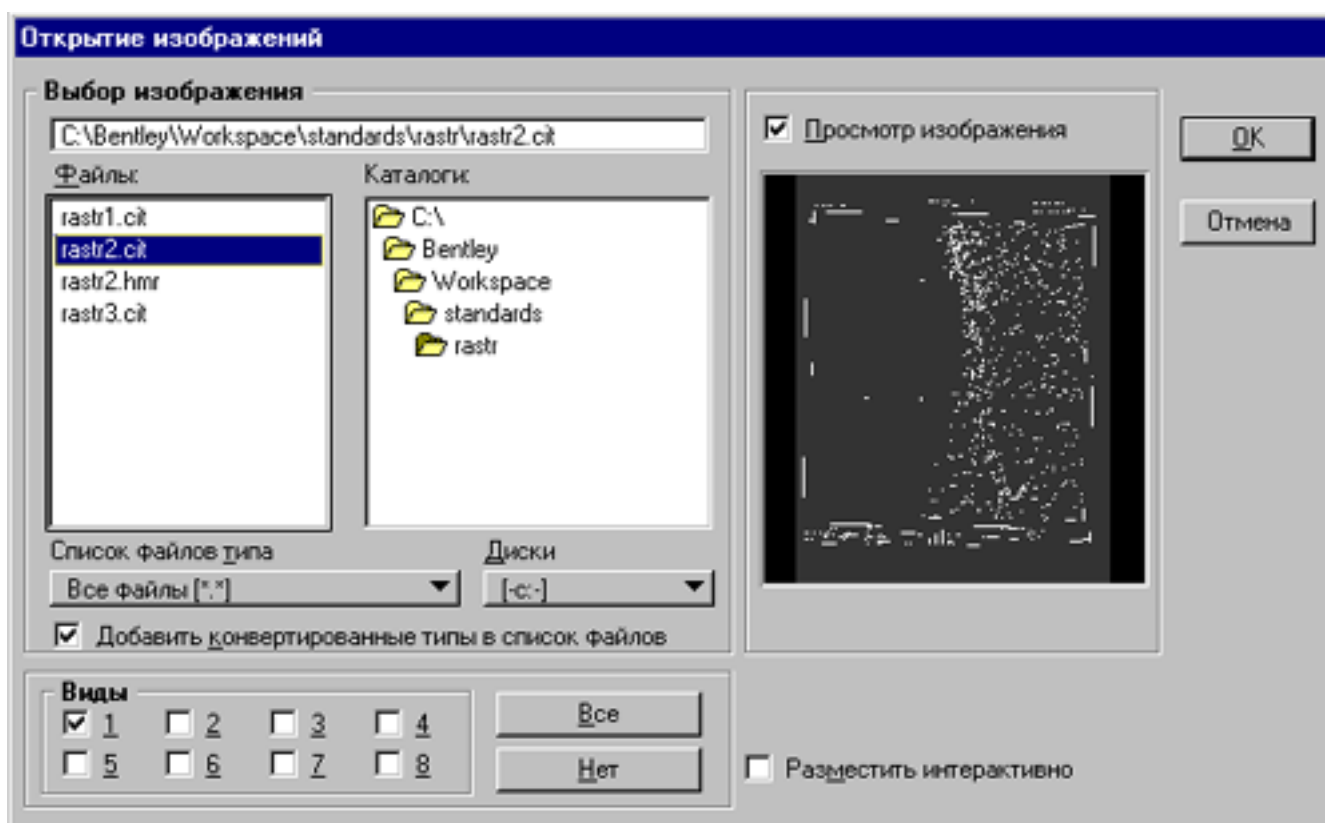 Открытие изображений
Выбор изображения
C:\Bentley\Workspace\standards\rastr\rastr2.cit
Файлы:
rastr1.cit
rastr2.cit
rastr2.hmr
rastr3.cit
Каталоги:
C:\
Bentley
Workspace
standards
rastr
Список файлов типа
Все файлы [*.*]
Диски
[-c:-]
Добавить конвертированные типы в список файлов
Просмотр изображения
OK
Отмена
Виды
1 2 3 4
5 6 7 8
Все
Нет
Разместить интерактивно